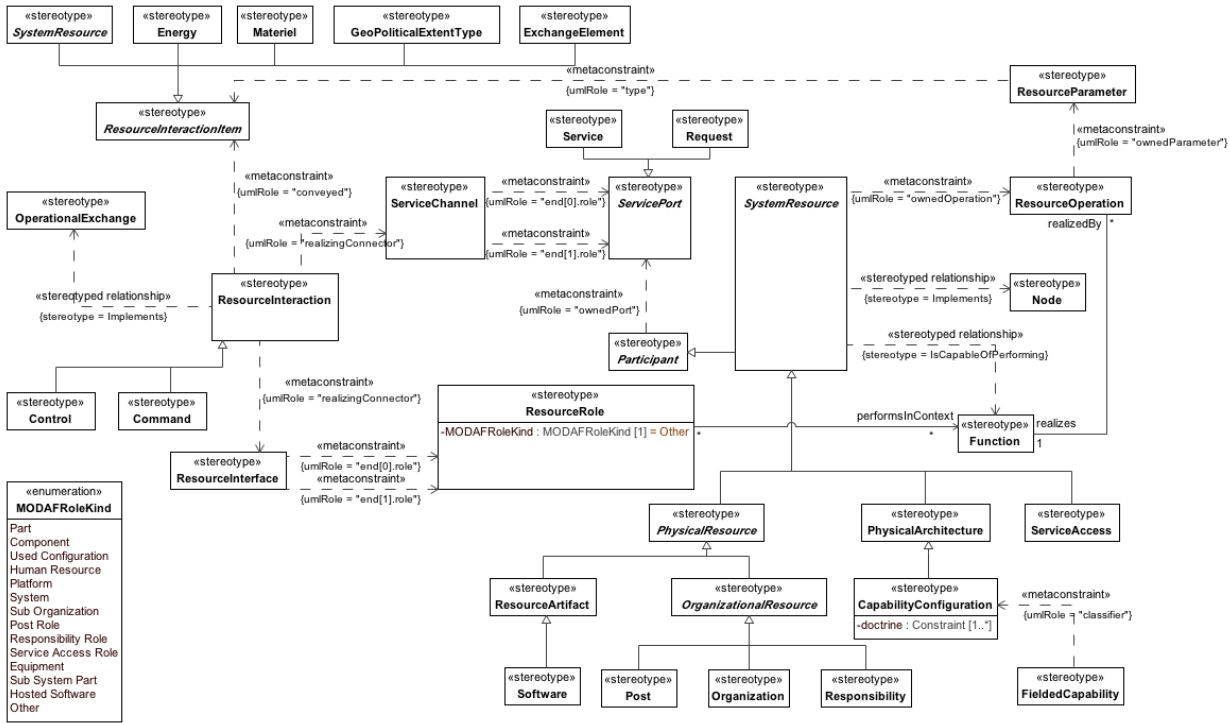 «stereotype»
SystemResource
«stereotype»
Energy
«stereotype»
Materiel
«stereotype»
GeoPoliticalExtentType
«stereotype»
ExchangeElement
«metaconstraint»
{umlRole = "type"}
«stereotype»
ResourceParameter
«stereotype»
ResourceInteractionItem
«stereotype»
Service
«stereotype»
Request
«metaconstraint»
{umlRole = "ownedParameter"}
«metaconstraint»
{umlRole = "conveyed"}
«stereotype»
OperationalExchange
«metaconstraint»
{umlRole = "realizingConnector"}
«stereotype»
ServiceChannel
«metaconstraint»
{umlRole = "end[0].role"}
«metaconstraint»
{umlRole = "end[1].role"}
«stereotype»
ServicePort
«stereotype»
SystemResource
«metaconstraint»
{umlRole = "ownedOperation"}
«stereotype»
ResourceOperation
realizedBy
*
«stereotyped relationship»
{stereotype = Implements}
«stereotype»
ResourceInteraction
«metaconstraint»
{umlRole = "ownedPort"}
«stereotyped relationship»
{stereotype = Implements}
«stereotype»
Node
«stereotype»
Participant
«stereotyped relationship»
{stereotype = IsCapableOfPerforming}
«stereotype»
Control
«stereotype»
Command
«metaconstraint»
{umlRole = "realizingConnector"}
«stereotype»
ResourceRole
-MODAFRoleKind : MODAFRoleKind [1] = Other
*
performsInContext
*
«stereotype»
Function
realizes
1
«stereotype»
ResourceInterface
«metaconstraint»
{umlRole = "end[0].role"}
«metaconstraint»
{umlRole = "end[1].role"}
«enumeration»
MODAFRoleKind
Part
Component
Used Configuration
Human Resource
Platform
System
Sub Organization
Post Role
Responsibility Role
Service Access Role
Equipment
Sub System Part
Hosted Software
Other
«stereotype»
PhysicalResource
«stereotype»
PhysicalArchitecture
«stereotype»
ServiceAccess
«stereotype»
ResourceArtifact
«stereotype»
OrganizationalResource
«stereotype»
CapabilityConfiguration
-doctrine : Constraint [1..*]
«metaconstraint»
{umlRole = "classifier"}
«stereotype»
Software
«stereotype»
Post
«stereotype»
Organization
«stereotype»
Responsibility
«stereotype»
FieldedCapability